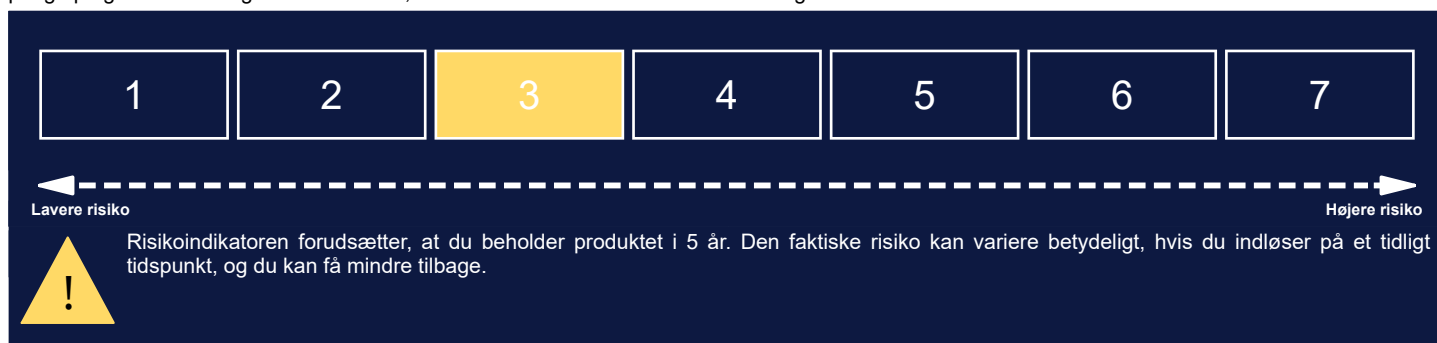 1 2 3 4 5 6 7
Lavere risiko Højere risiko
Risikoindikatoren forudsætter, at du beholder produktet i 5 år. Den faktiske risiko kan variere betydeligt, hvis du indløser på et tidligt
tidspunkt, og du kan få mindre tilbage.
!